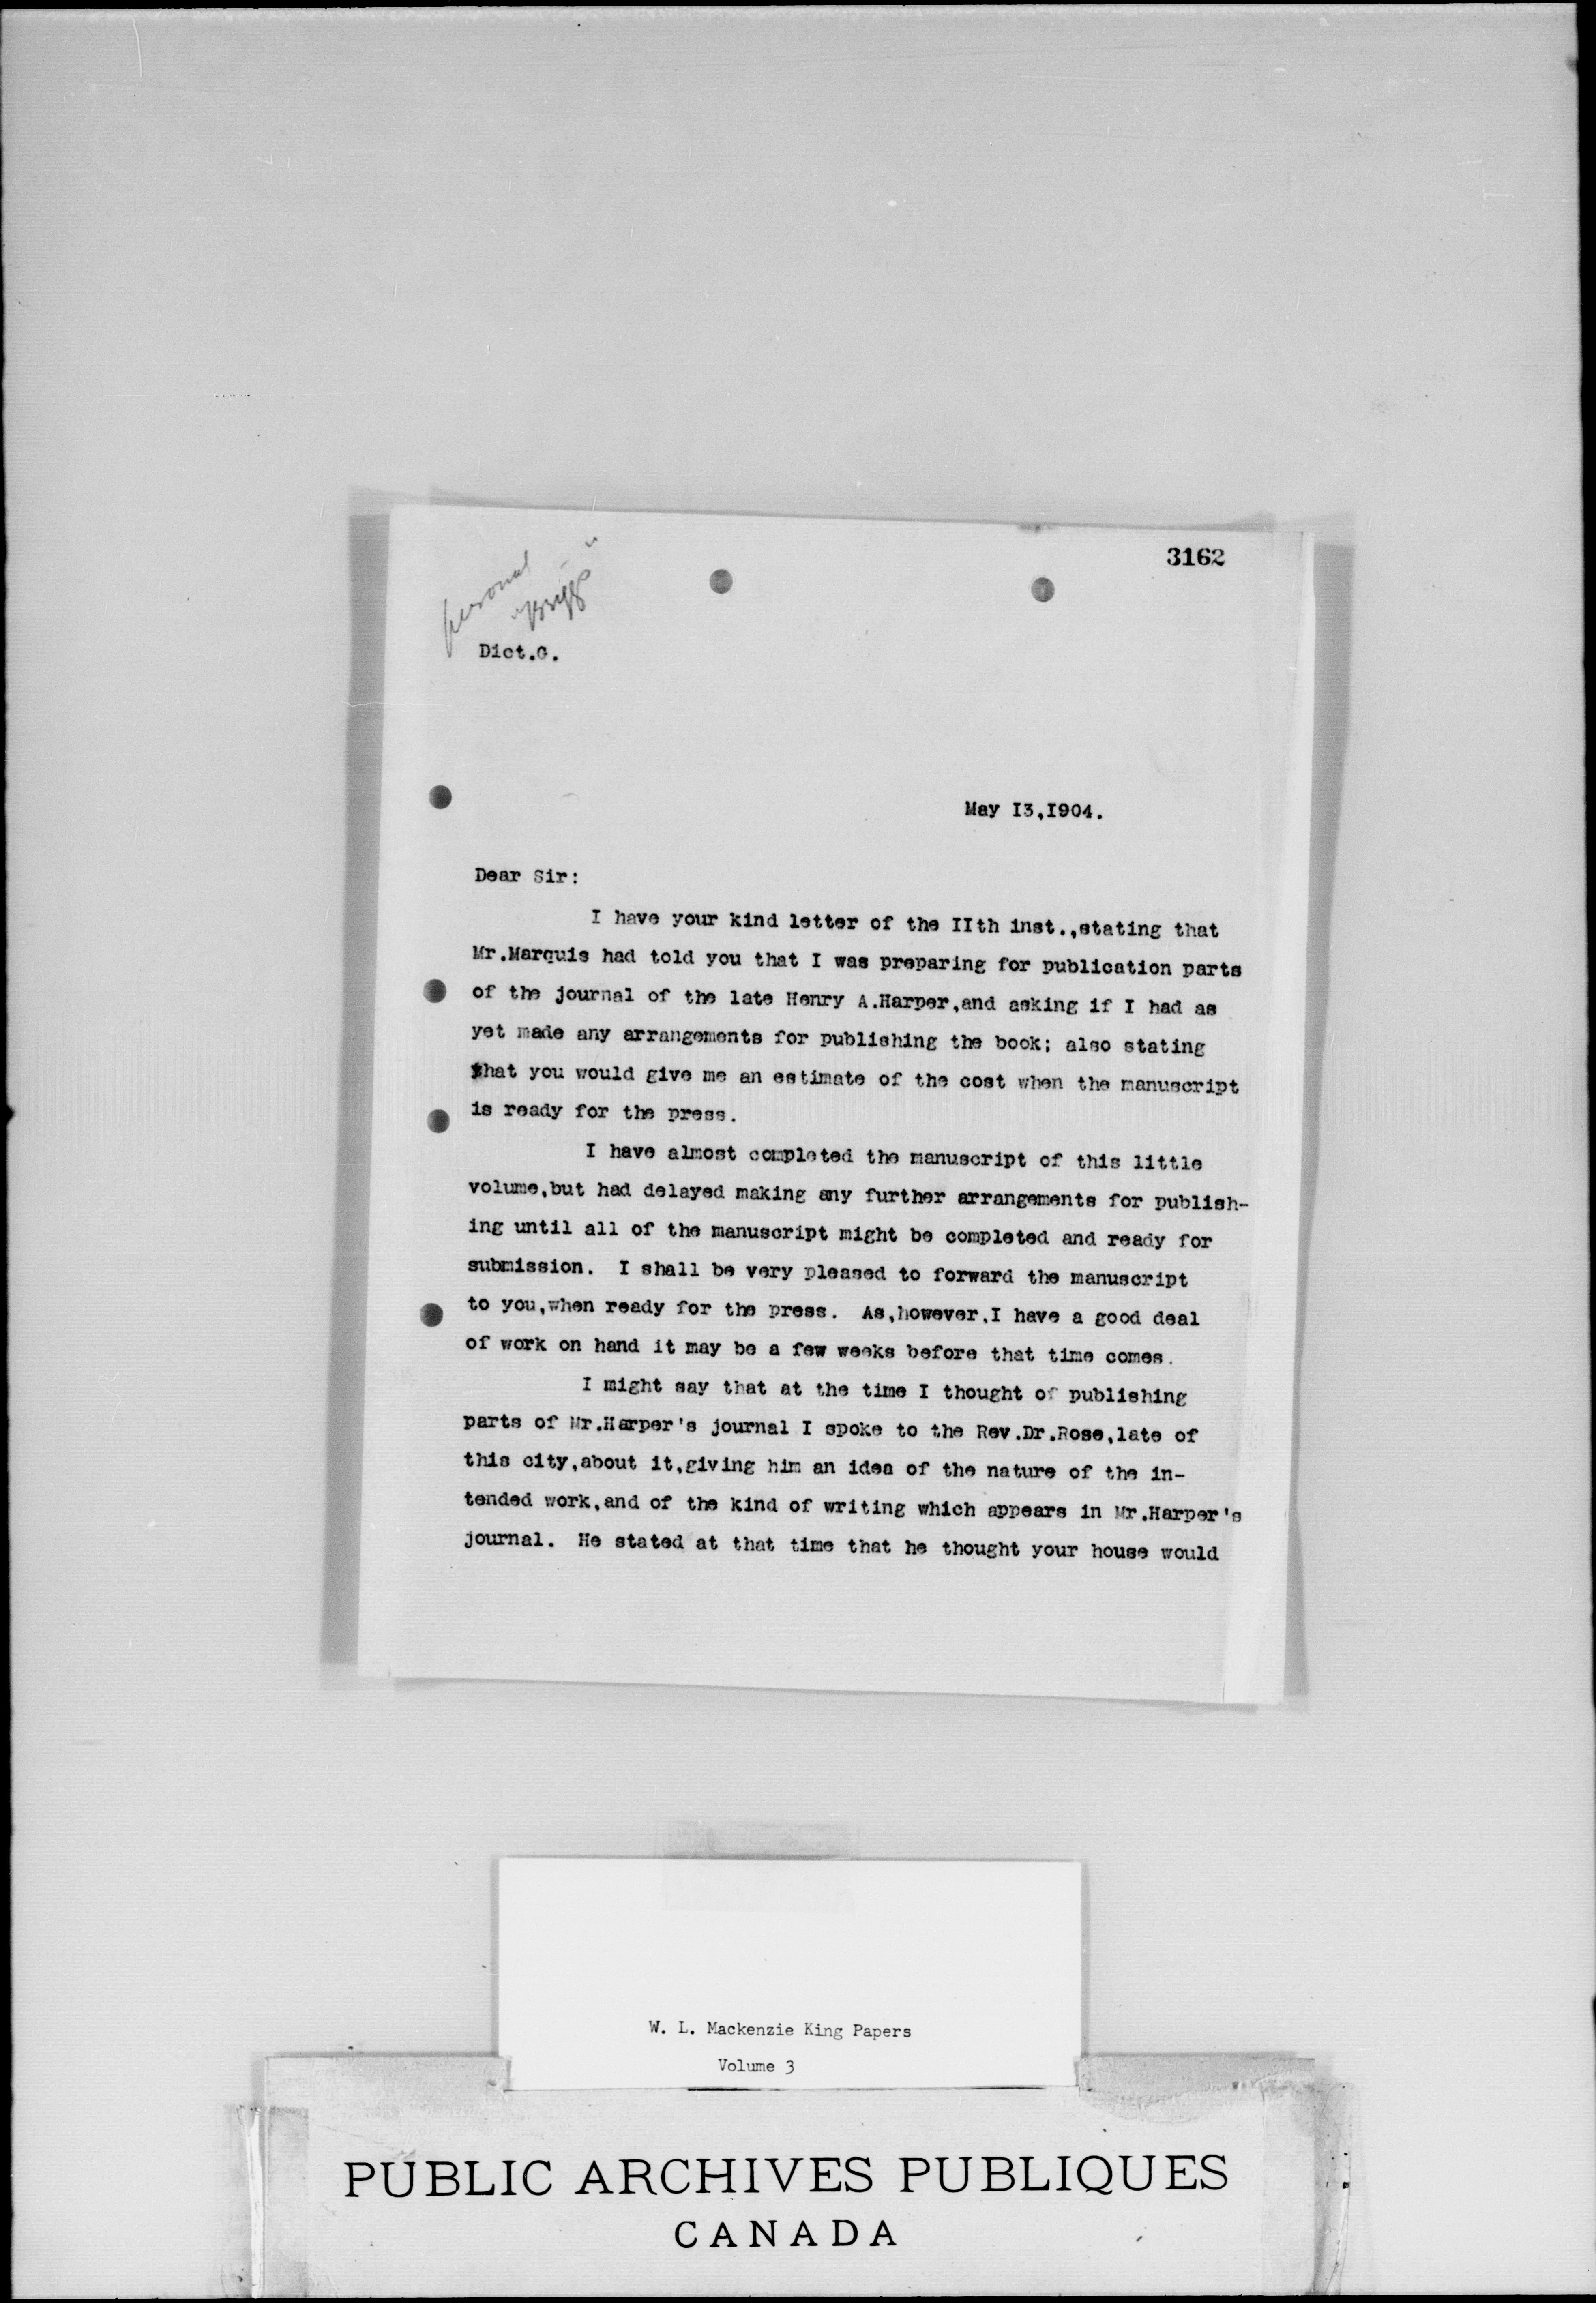 3162
personal
"Briggs"
Dict.G.
May I3,I904.
Dear Sir:
I have your kind letter of the IIth inst.,stating that
Mr.Marquis had told you that I was preparing for publication parts
of the journal of the late Henry A.Harper,and asking if I had as
yet made any arrangements for publishing the book; also stating
that you would give me an estimate of the cost when the manuscript
is ready for the press.
I have almost completed the manuscript of this little
volume,but had delayed making any further arrangements for publish-
ing until all of the manuscript might be completed and ready for
submission. I shall be very pleased to forward the manuscript
to you,when ready for the press. As,however,I have a good deal
of work on hand it may be a few weeks before that time comes.
I might say that at the time I thought of publishing
parts of Mr.Harper's journal I spoke to the Rev.Dr.Rose,late of
this city,about it,giving him an idea of the nature of the in-
tended work,and of the kind of writing which appears in Mr.Harper's
journal. He stated at that time that he thought your house would
W. L. Mackenzie King Papers
Volume 3
PUBLIC ARCHIVES PUBLIQUES
CANADA